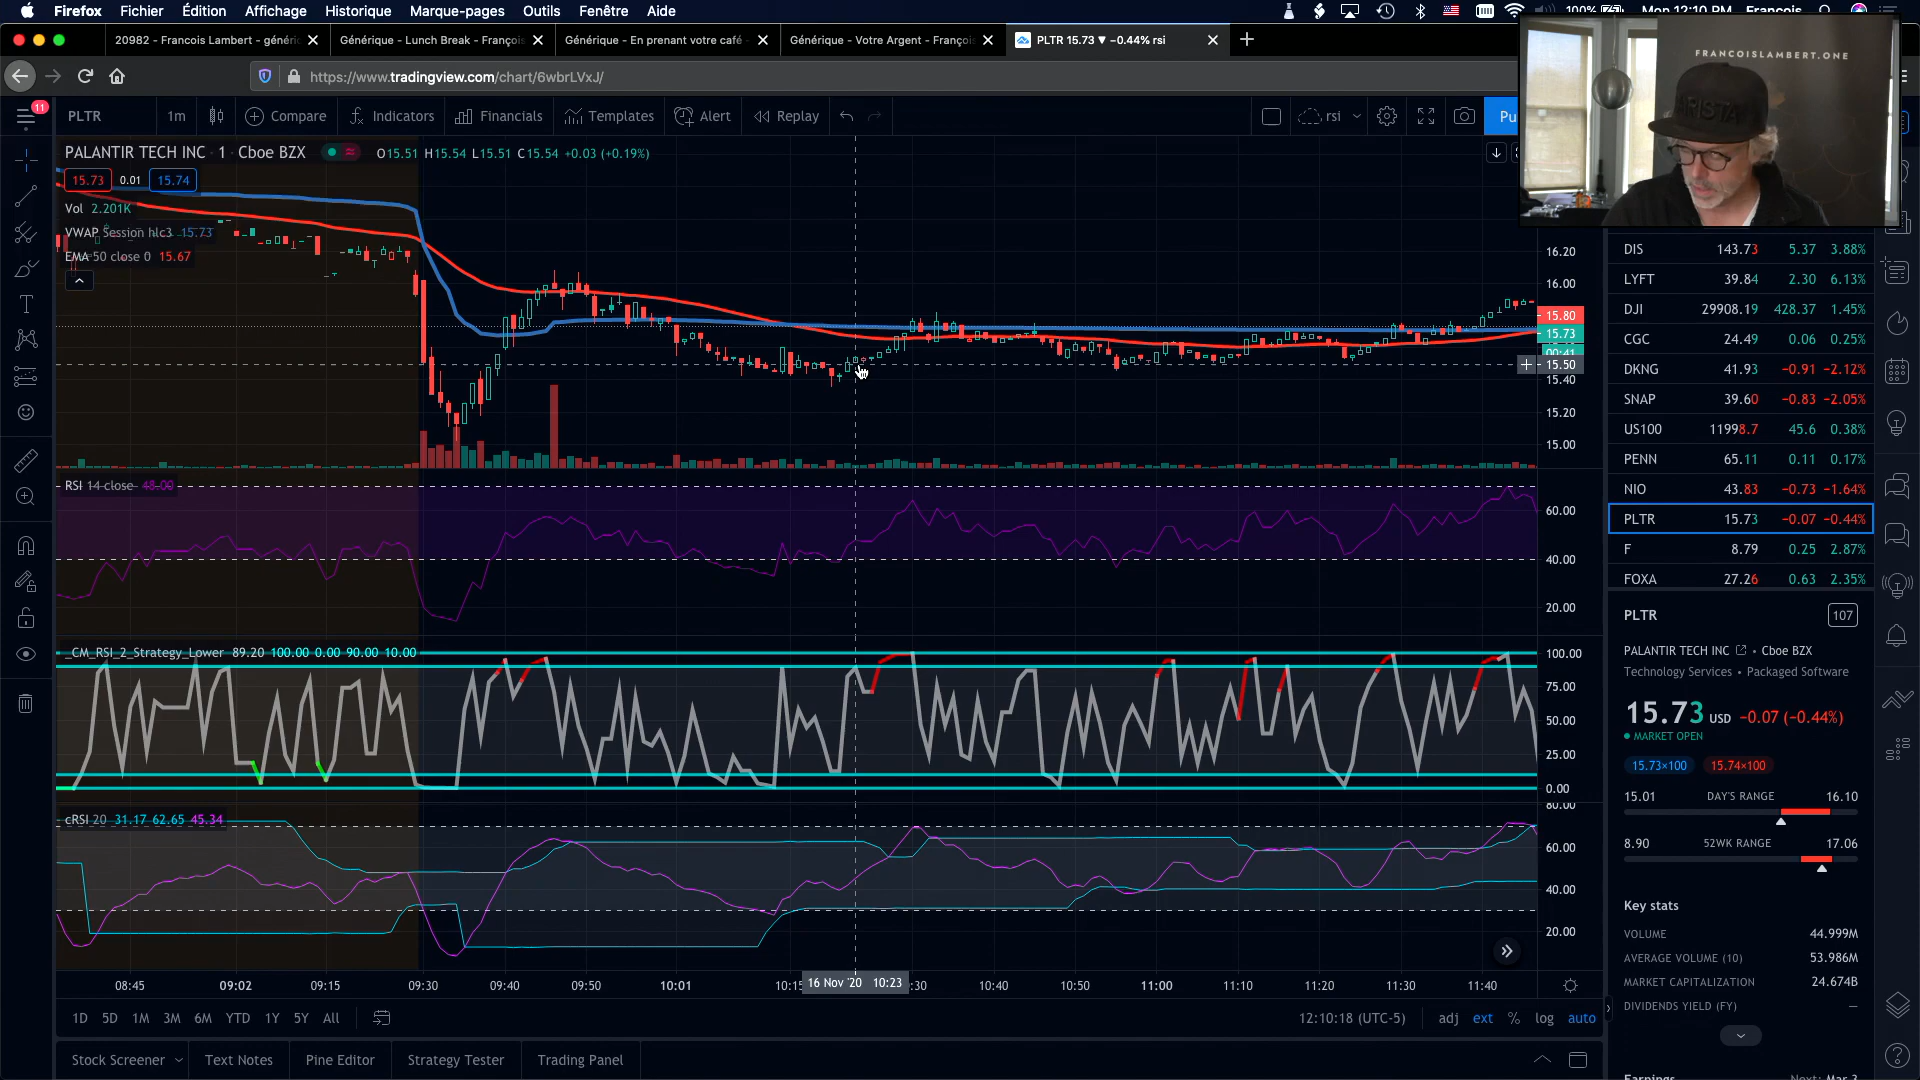 Firefox Fichier Édition Affichage Historique Marque-pages Outils Fenêtre Aide
100% Mon 12:10 PM François
20982 - Francois Lambert - généri
Générique - Lunch Break - François
Générique - En prenant votre café
Générique - Votre Argent - François
PLTR 15.73 ▼ −0.44% rsi
https://www.tradingview.com/chart/6wbrLVxJ/
FRANCOISLAMBERT.ONE
11
PLTR 1m Compare Indicators Financials Templates Alert Replay rsi Pu
PALANTIR TECH INC · 1 · Cboe BZX O15.51 H15.54 L15.51 C15.54 +0.03 (+0.19%)
15.73 0.01 15.74
Vol 2.201K
VWAP Session hlc3 15.73
EMA 50 close 0 15.67
16.20
16.00
15.80
15.73
00:41
15.50
15.40
15.20
15.00
RSI 14 close 48.00
60.00
40.00
20.00
_CM_RSI_2_Strategy_Lower 89.20 100.00 0.00 90.00 10.00
100.00
75.00
50.00
25.00
0.00
cRSI 20 31.17 62.65 45.34
80.00
60.00
40.00
20.00
08:45 09:02 09:15 09:30 09:40 09:50 10:01 10:15 16 Nov '20 10:23 :30 10:40 10:50 11:00 11:10 11:20 11:30 11:40
1D 5D 1M 3M 6M YTD 1Y 5Y All
12:10:18 (UTC-5) adj ext % log auto
Stock Screener Text Notes Pine Editor Strategy Tester Trading Panel
DIS 143.73 5.37 3.88%
LYFT 39.84 2.30 6.13%
DJI 29908.19 428.37 1.45%
CGC 24.49 0.06 0.25%
DKNG 41.93 −0.91 −2.12%
SNAP 39.60 −0.83 −2.05%
US100 11998.7 45.6 0.38%
PENN 65.11 0.11 0.17%
NIO 43.83 −0.73 −1.64%
PLTR 15.73 −0.07 −0.44%
F 8.79 0.25 2.87%
FOXA 27.26 0.63 2.35%
PLTR 107
PALANTIR TECH INC • Cboe BZX
Technology Services • Packaged Software
15.73 USD −0.07 (−0.44%)
MARKET OPEN
15.73×100 15.74×100
15.01 DAY'S RANGE 16.10
8.90 52WK RANGE 17.06
Key stats
VOLUME 44.999M
AVERAGE VOLUME (10) 53.986M
MARKET CAPITALIZATION 24.674B
DIVIDENDS YIELD (FY) —